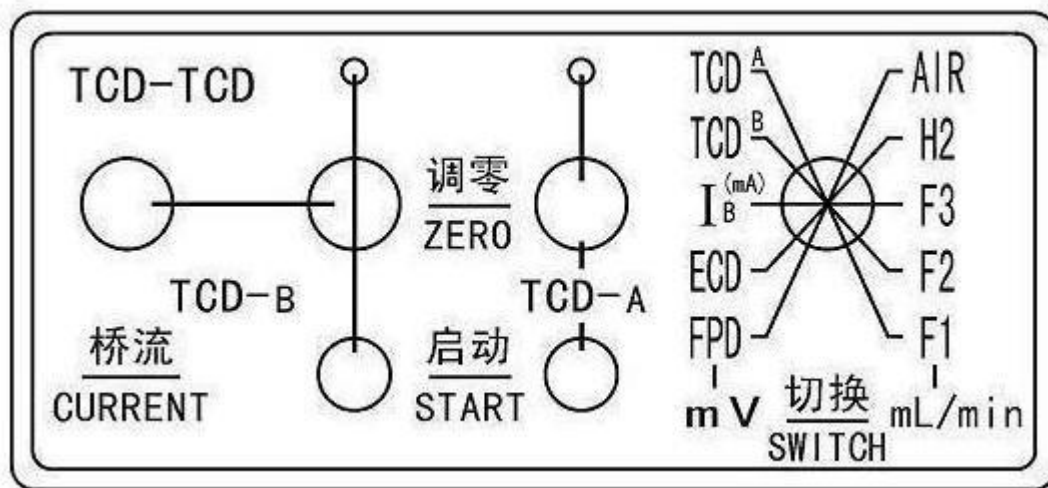 TCD-TCD
调零
ZERO
TCD-B
TCD-A
桥流
CURRENT
启动
START
TCD A
TCD B
I B (mA)
ECD
FPD
mV
AIR
H2
F3
F2
F1
mL/min
切换
SWITCH